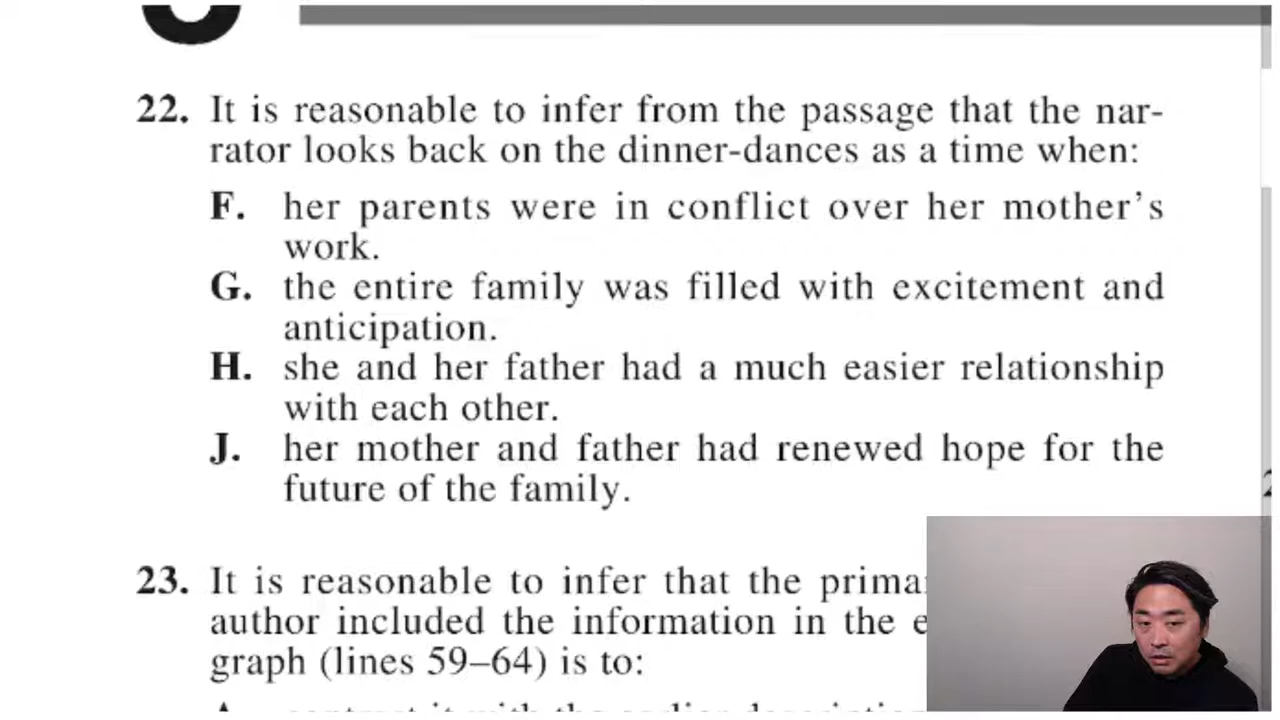 22. It is reasonable to infer from the passage that the nar-
rator looks back on the dinner-dances as a time when:
F. her parents were in conflict over her mother's
work.
G. the entire family was filled with excitement and
anticipation.
H. she and her father had a much easier relationship
with each other.
J. her mother and father had renewed hope for the
future of the family.
23. It is reasonable to infer that the
author included the information in the
graph (lines 59–64) is to: